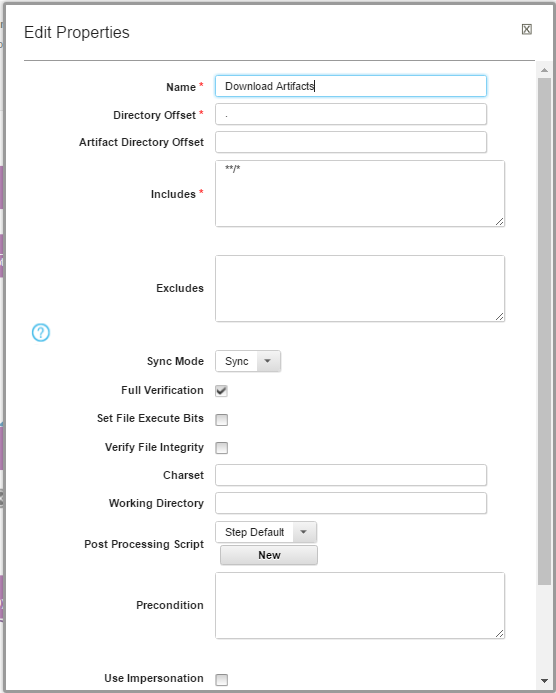 Edit Properties
Name *
Download Artifacts
Directory Offset *
.
Artifact Directory Offset
Includes *
**/*
Excludes
?
Sync Mode
Sync
Full Verification
Set File Execute Bits
Verify File Integrity
Charset
Working Directory
Post Processing Script
Step Default
New
Precondition
Use Impersonation